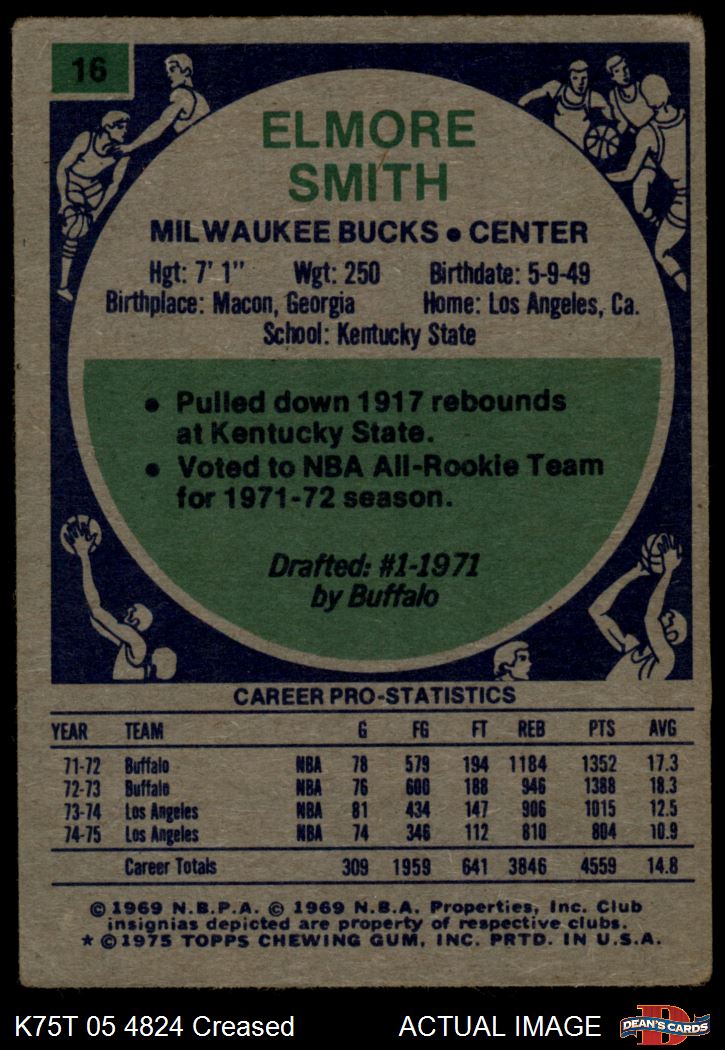 16
ELMORE
SMITH
MILWAUKEE BUCKS • CENTER
Hgt: 7' 1" Wgt: 250 Birthdate: 5-9-49
Birthplace: Macon, Georgia Home: Los Angeles, Ca.
School: Kentucky State
• Pulled down 1917 rebounds
at Kentucky State.
• Voted to NBA All-Rookie Team
for 1971-72 season.
Drafted: #1-1971
by Buffalo
CAREER PRO-STATISTICS
YEAR TEAM G FG FT REB PTS AVG
71-72 Buffalo NBA 78 579 194 1184 1352 17.3
72-73 Buffalo NBA 76 600 188 946 1388 18.3
73-74 Los Angeles NBA 81 434 147 906 1015 12.5
74-75 Los Angeles NBA 74 346 112 810 804 10.9
Career Totals 309 1959 641 3846 4559 14.8
© 1969 N.B.P.A. © 1969 N.B.A. Properties, Inc. Club
insignias depicted are property of respective clubs.
* © 1975 TOPPS CHEWING GUM, INC. PRTD. IN U.S.A.
K75T 05 4824 Creased ACTUAL IMAGE
D
DEAN'S CARDS